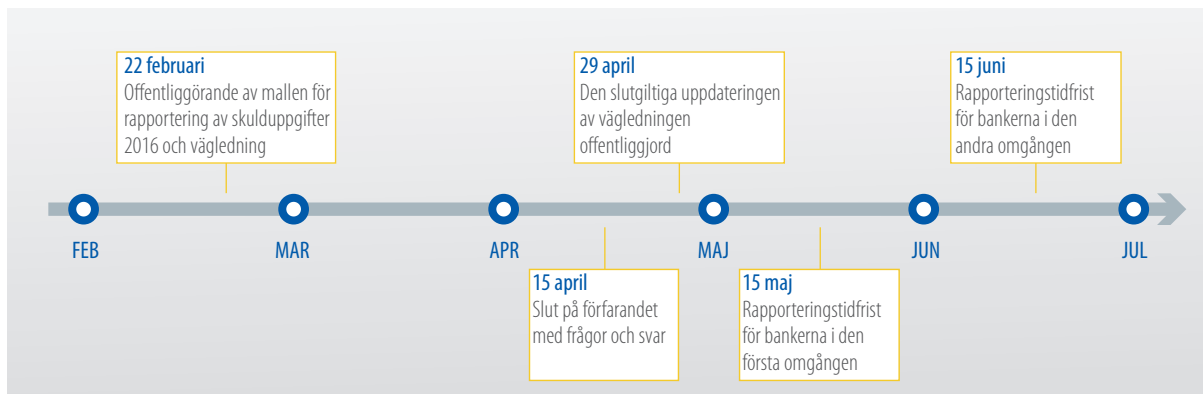 22 februari
Offentliggörande av mallen för
rapportering av skulduppgifter
2016 och vägledning
29 april
Den slutgiltiga uppdateringen
av vägledningen
offentliggjord
15 juni
Rapporteringstidfrist
för bankerna i den
andra omgången
FEB
MAR
APR
MAJ
JUN
JUL
15 april
Slut på förfarandet
med frågor och svar
15 maj
Rapporteringstidfrist
för bankerna i den
första omgången